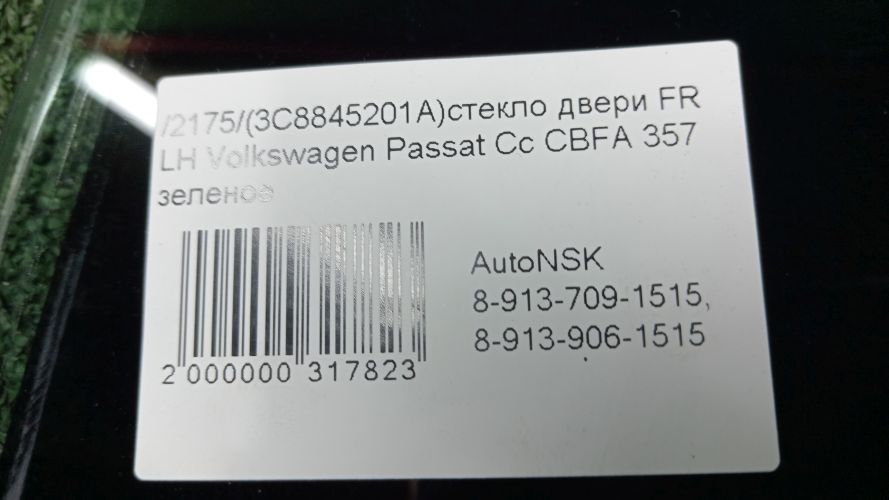 /2175/(3C8845201A)стекло двери FR
LH Volkswagen Passat Cc CBFA 357
зеленое
AutoNSK
8-913-709-1515,
8-913-906-1515
2 000000 317823